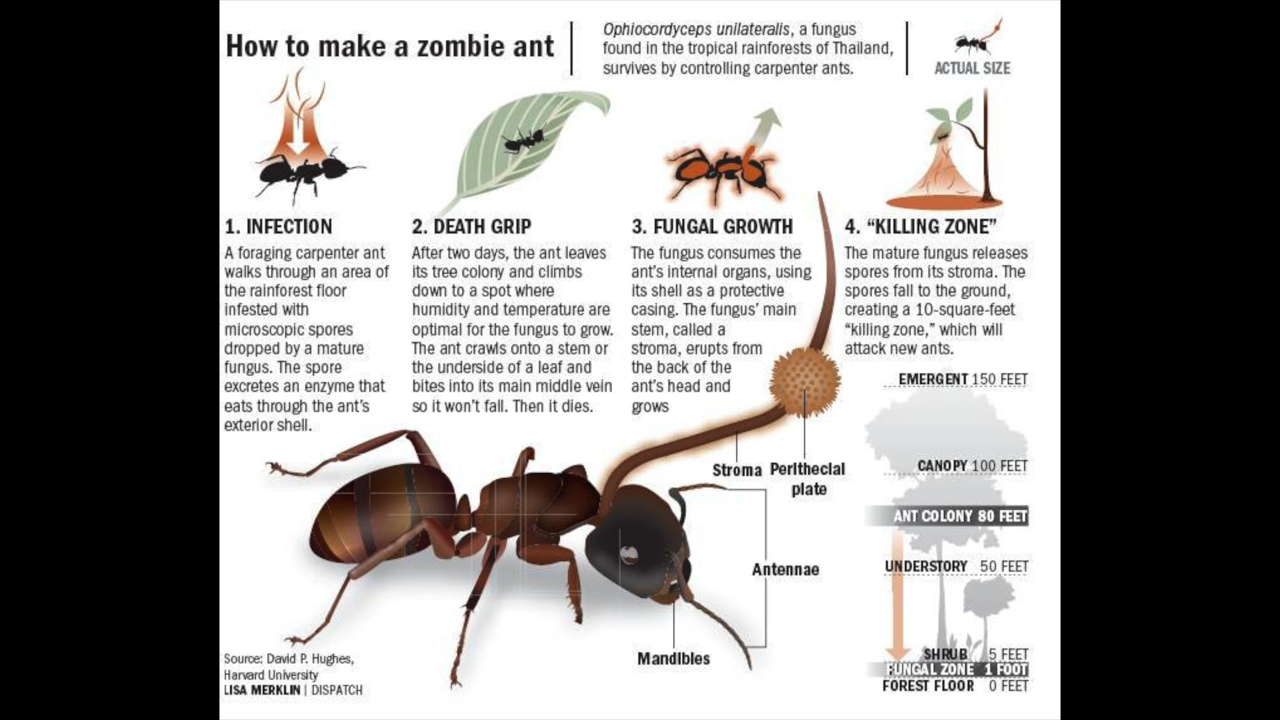 How to make a zombie ant
Ophiocordyceps unilateralis, a fungus
found in the tropical rainforests of Thailand,
survives by controlling carpenter ants.
ACTUAL SIZE
1. INFECTION
A foraging carpenter ant
walks through an area of
the rainforest floor
infested with
microscopic spores
dropped by a mature
fungus. The spore
excretes an enzyme that
eats through the ant's
exterior shell.
2. DEATH GRIP
After two days, the ant leaves
its tree colony and climbs
down to a spot where
humidity and temperature are
optimal for the fungus to grow.
The ant crawls onto a stem or
the underside of a leaf and
bites into its main middle vein
so it won't fall. Then it dies.
3. FUNGAL GROWTH
The fungus consumes the
ant's internal organs, using
its shell as a protective
casing. The fungus' main
stem, called a
stroma, erupts from
the back of the
ant's head and
grows
4. “KILLING ZONE”
The mature fungus releases
spores from its stroma. The
spores fall to the ground,
creating a 10-square-feet
“killing zone,” which will
attack new ants.
Stroma
Perithecial
plate
Antennae
Mandibles
EMERGENT 150 FEET
CANOPY 100 FEET
ANT COLONY 80 FEET
UNDERSTORY 50 FEET
SHRUB 5 FEET
FUNGAL ZONE 1 FOOT
FOREST FLOOR 0 FEET
Source: David P. Hughes,
Harvard University
LISA MERKLIN | DISPATCH